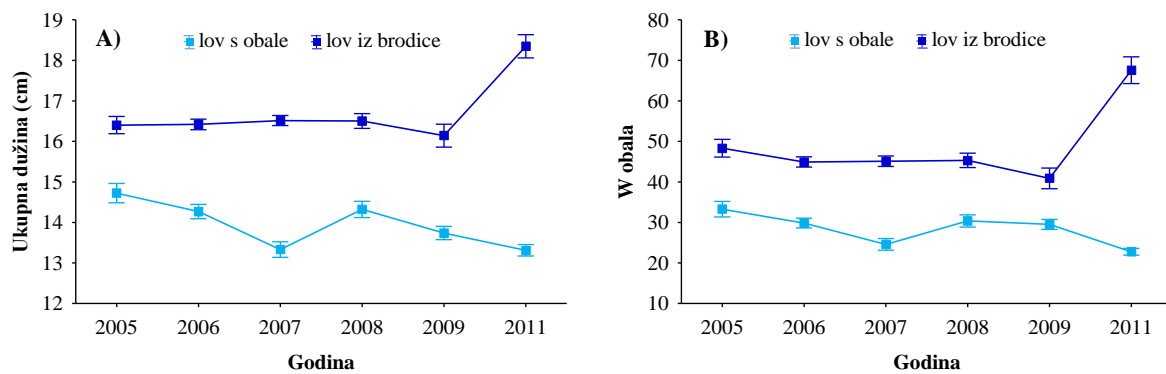 A)
lov s obale
lov iz brodice
Ukupna dužina (cm)
19
18
17
16
15
14
13
12
2005
2006
2007
2008
2009
2011
Godina
B)
lov s obale
lov iz brodice
W obala
80
70
60
50
40
30
20
10
2005
2006
2007
2008
2009
2011
Godina